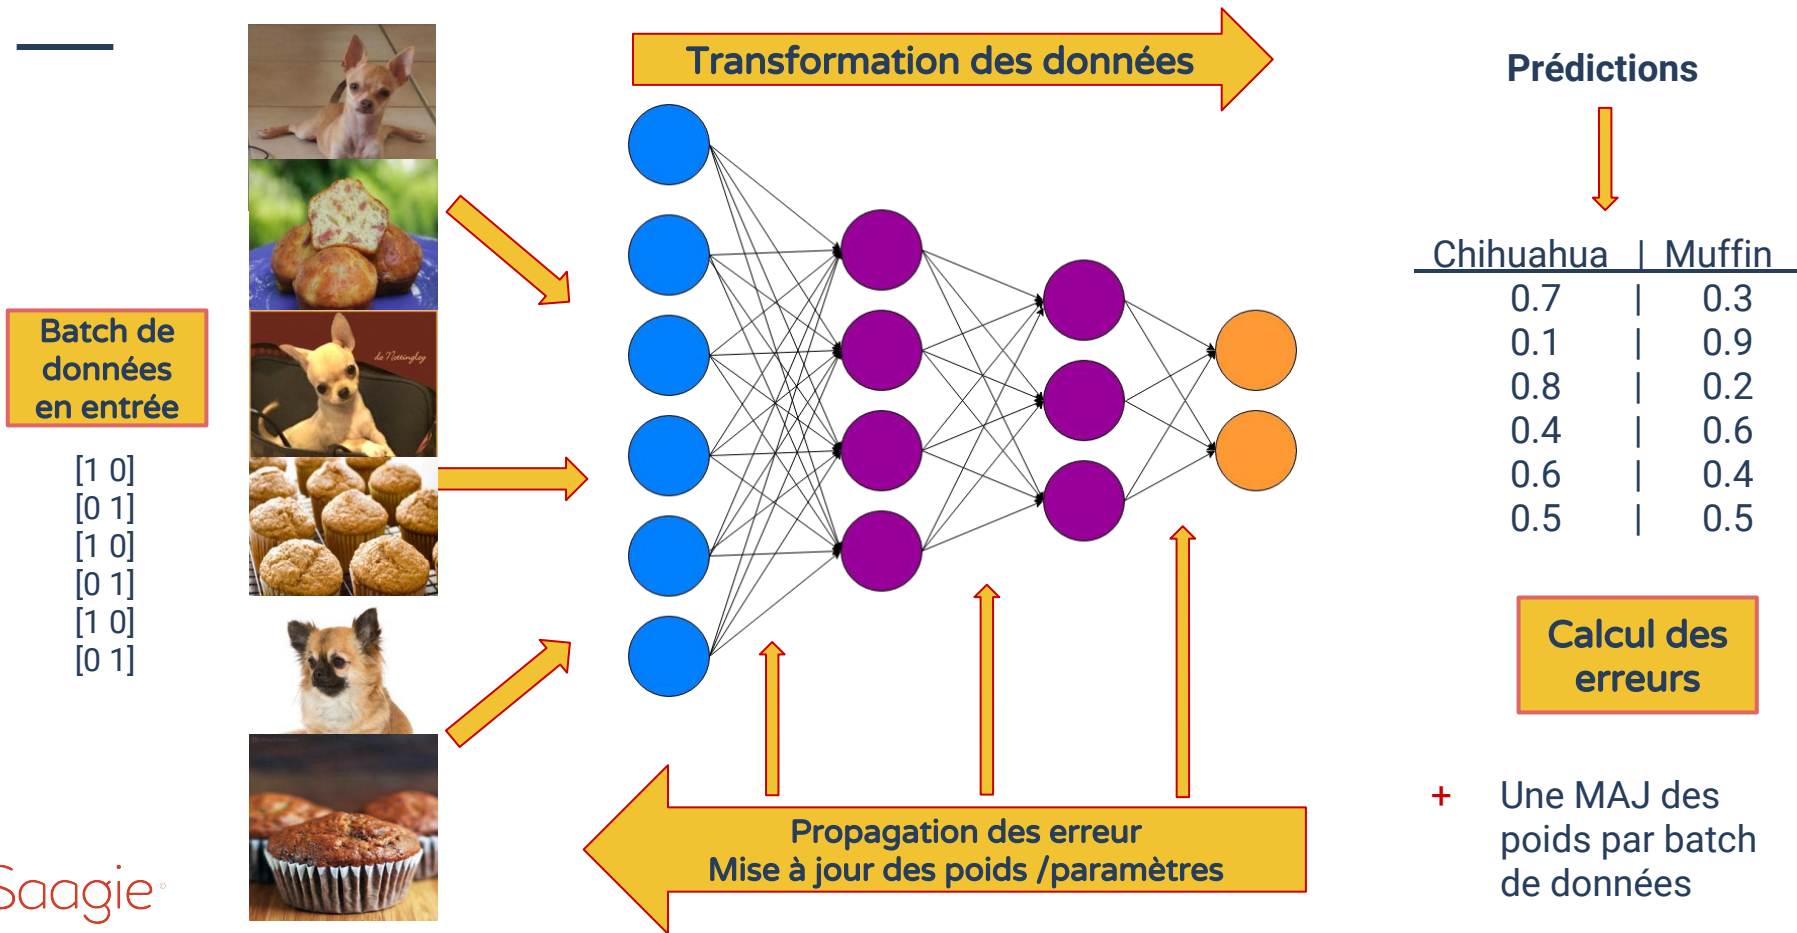 Transformation des données
Prédictions
Chihuahua | Muffin
0.7 | 0.3
0.1 | 0.9
0.8 | 0.2
0.4 | 0.6
0.6 | 0.4
0.5 | 0.5
Batch de
données
en entrée
[1 0]
[0 1]
[1 0]
[0 1]
[1 0]
[0 1]
de Nottingley
Calcul des
erreurs
Propagation des erreur
Mise à jour des poids /paramètres
+ Une MAJ des
poids par batch
de données
Saagie